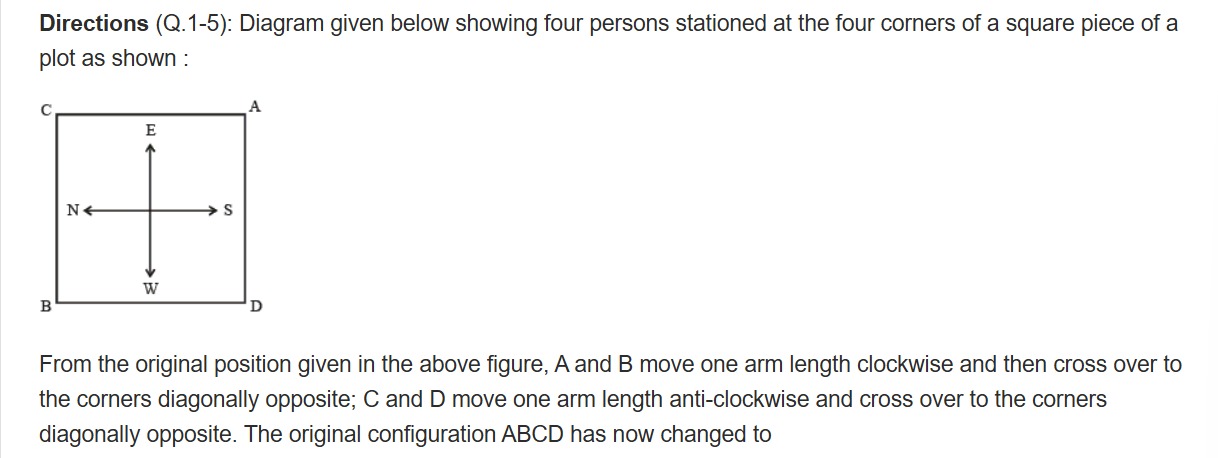 Directions (Q.1-5): Diagram given below showing four persons stationed at the four corners of a square piece of a
plot as shown :
C A
E
N S
W
B D
From the original position given in the above figure, A and B move one arm length clockwise and then cross over to
the corners diagonally opposite; C and D move one arm length anti-clockwise and cross over to the corners
diagonally opposite. The original configuration ABCD has now changed to